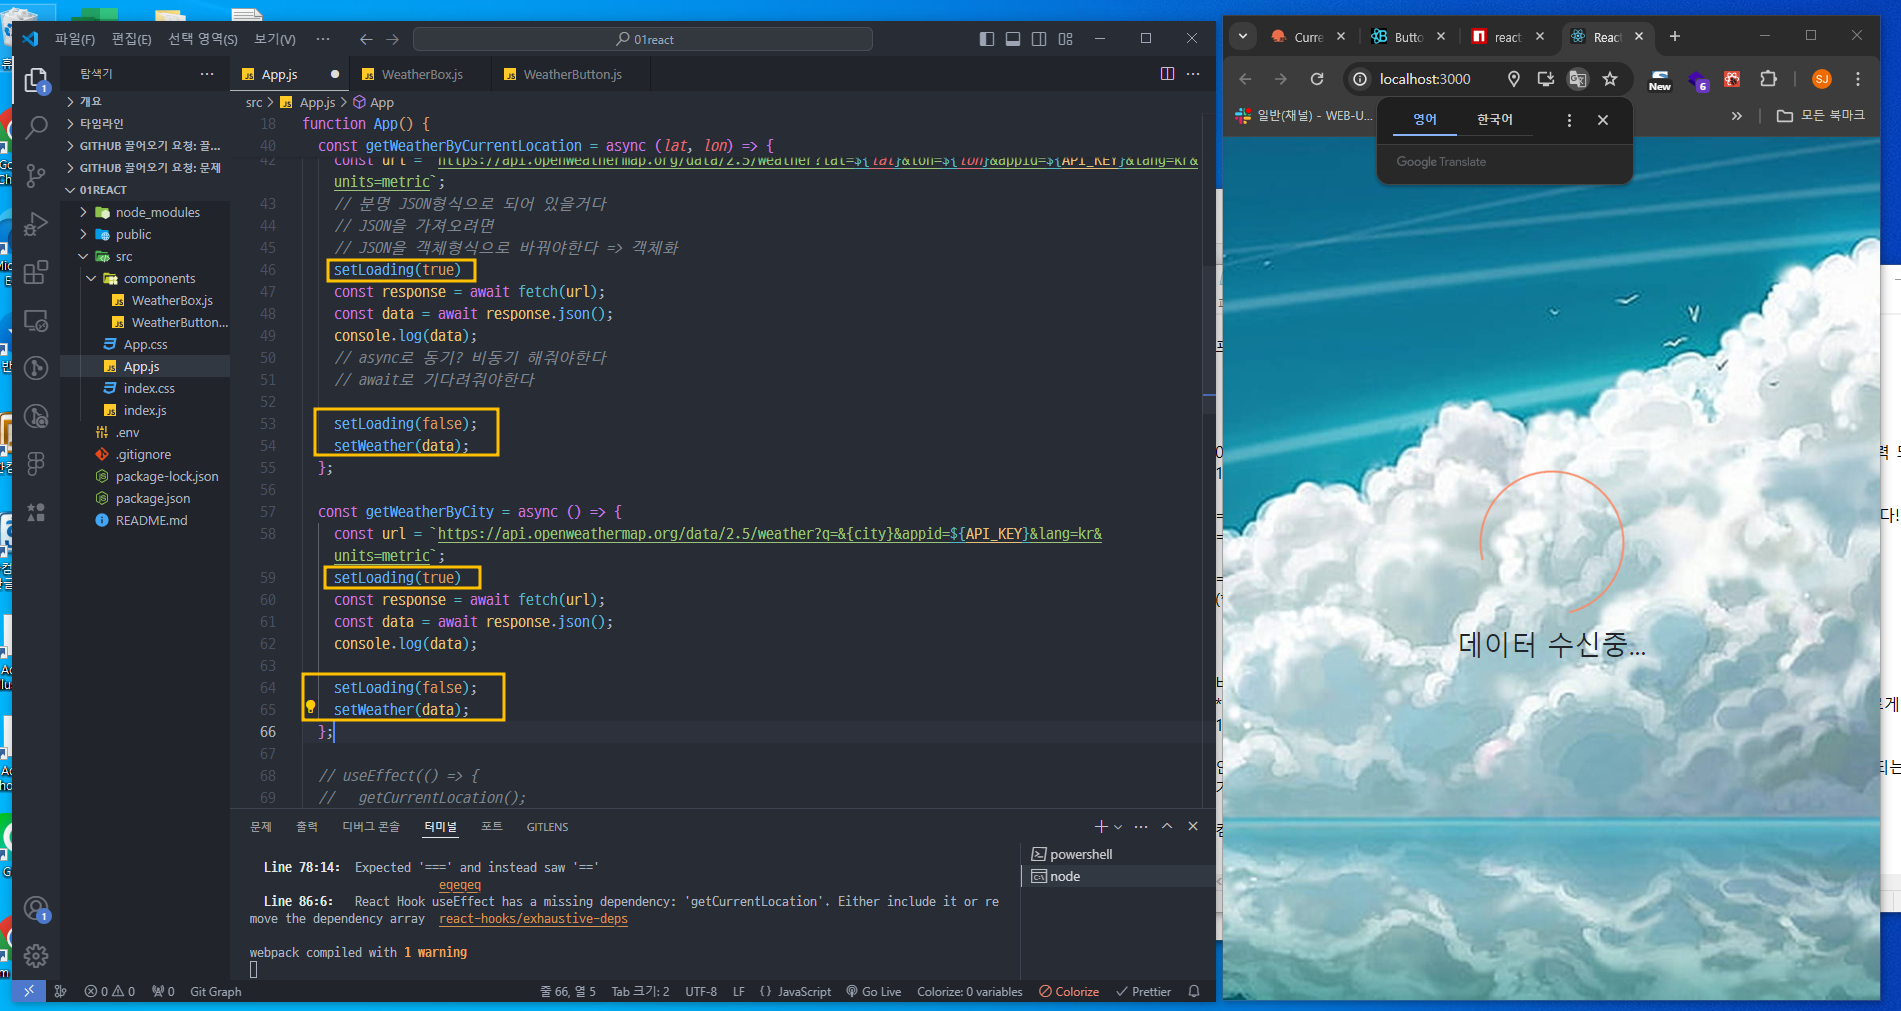 파일(F) 편집(E) 선택 영역(S) 보기(V) ··· 01react
탐색기 ···
개요
타임라인
GITHUB 끌어오기 요청: 끌...
GITHUB 끌어오기 요청: 문제
01REACT
node_modules
public
src
components
WeatherBox.js
WeatherButton...
App.css
App.js
index.css
index.js
.env
.gitignore
package-lock.json
package.json
README.md
App.js WeatherBox.js WeatherButton.js
src > App.js > App
18 function App() {
40 const getWeatherByCurrentLocation = async (lat, lon) => {
42 const url = `https://api.openweathermap.org/data/2.5/weather?lat=${lat}&lon=${lon}&appid=${API_KEY}&lang=kr&
units=metric`;
43 // 분명 JSON형식으로 되어 있을거다
44 // JSON을 가져오려면
45 // JSON을 객체형식으로 바꿔야한다 => 객체화
46 setLoading(true)
47 const response = await fetch(url);
48 const data = await response.json();
49 console.log(data);
50 // async로 동기? 비동기 해줘야한다
51 // await로 기다려줘야한다
52
53 setLoading(false);
54 setWeather(data);
55 };
56
57 const getWeatherByCity = async () => {
58 const url = `https://api.openweathermap.org/data/2.5/weather?q=&{city}&appid=${API_KEY}&lang=kr&
units=metric`;
59 setLoading(true)
60 const response = await fetch(url);
61 const data = await response.json();
62 console.log(data);
63
64 setLoading(false);
65 setWeather(data);
66 };
67
68 // useEffect(() => {
69 //   getCurrentLocation();
문제 출력 디버그 콘솔 터미널 포트 GITLENS
powershell
node
Line 78:14: Expected '===' and instead saw '=='
eqeqeq
Line 86:6: React Hook useEffect has a missing dependency: 'getCurrentLocation'. Either include it or re
move the dependency array react-hooks/exhaustive-deps
webpack compiled with 1 warning
0 0 0 Git Graph 줄 66, 열 5 Tab 크기: 2 UTF-8 LF {} JavaScript Go Live Colorize: 0 variables Colorize Prettier
Curre Butto react React
localhost:3000 New 6 SJ
일반(채널) - WEB-U... » 모든 북마크
영어 한국어
Google Translate
데이터 수신중...